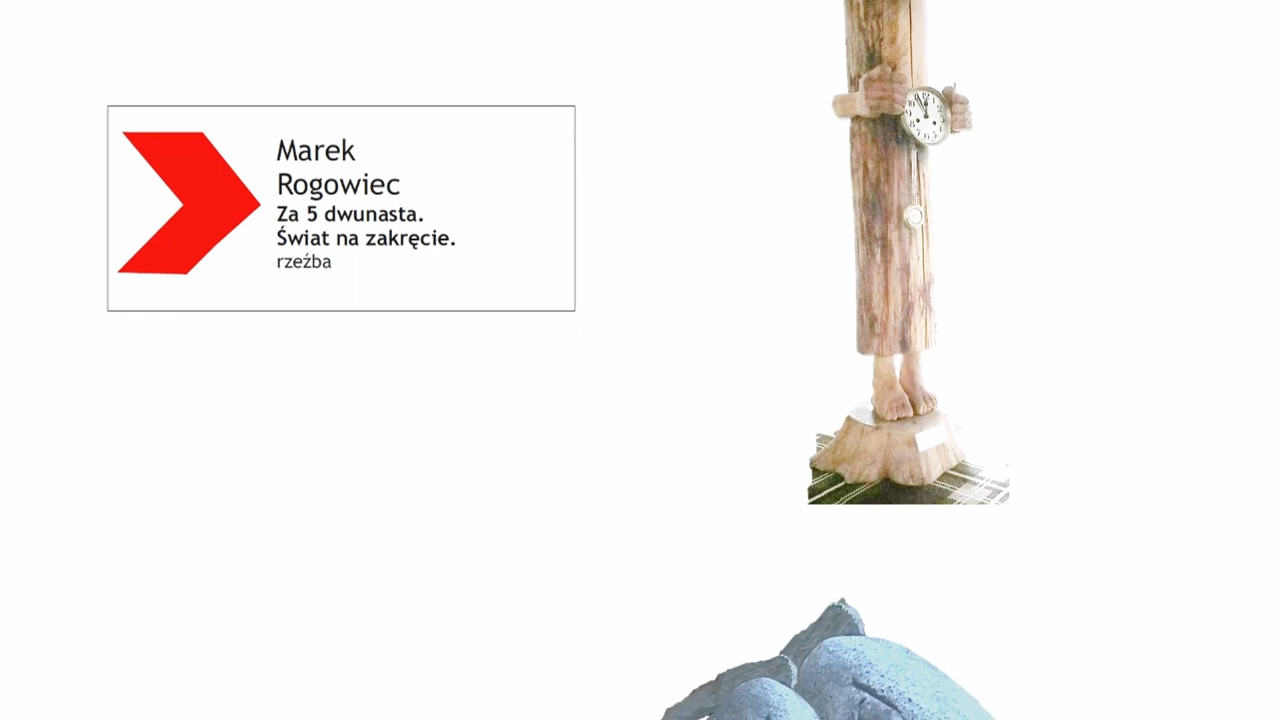 Marek
Rogowiec
Za 5 dwunasta.
Świat na zakręcie.
rzeźba